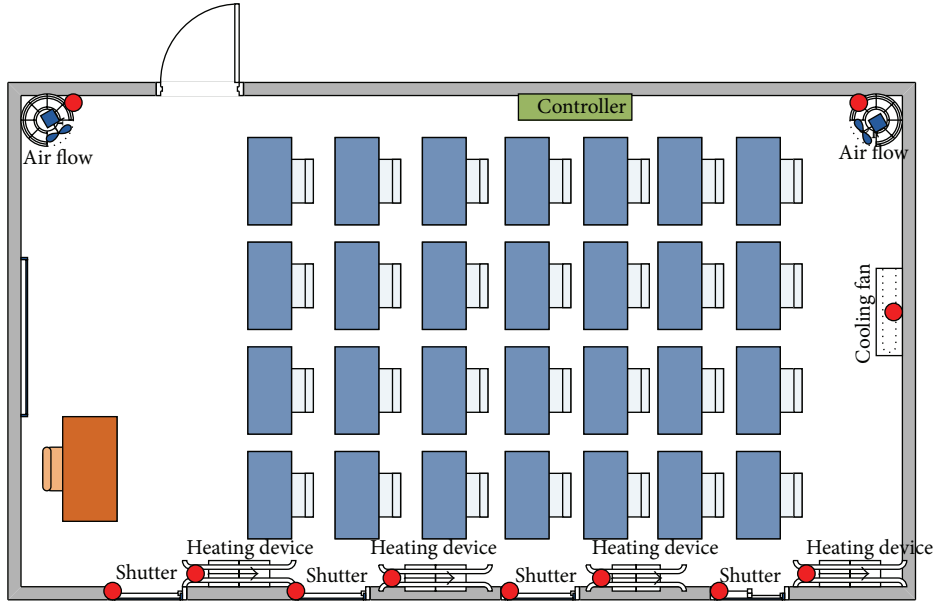 Controller
Air flow
Air flow
Cooling fan
Heating device
Heating device
Heating device
Heating device
Shutter
Shutter
Shutter
Shutter